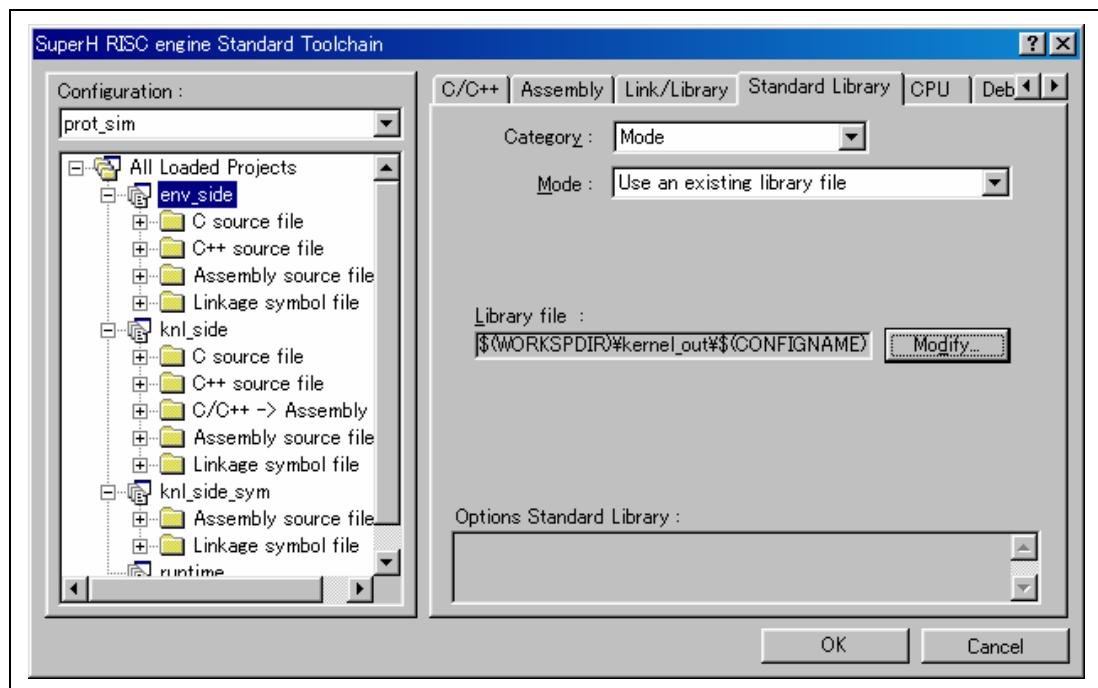 SuperH RISC engine Standard Toolchain
Configuration :
prot_sim
All Loaded Projects
env_side
C source file
C++ source file
Assembly source file
Linkage symbol file
knl_side
C source file
C++ source file
C/C++ -> Assembly
Assembly source file
Linkage symbol file
knl_side_sym
Assembly source file
Linkage symbol file
runtime
C/C++ Assembly Link/Library Standard Library CPU Deb
Category : Mode
Mode : Use an existing library file
Library file :
$(WORKSPDIR)¥kernel_out¥$(CONFIGNAME) Modify...
Options Standard Library :
OK Cancel